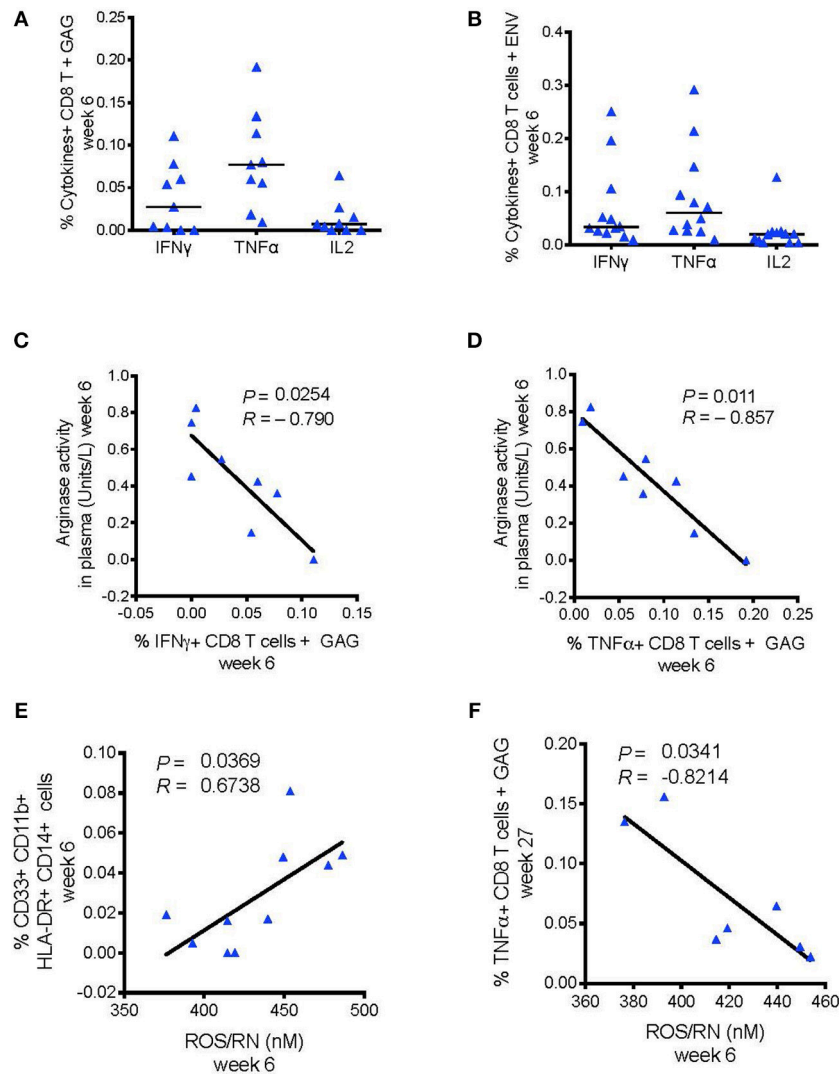 A
% Cytokines+ CD8 T + GAG
week 6
0.25
0.20
0.15
0.10
0.05
0.00
IFNγ TNFα IL2
B
% Cytokines+ CD8 T cells + ENV
week 6
0.4
0.3
0.2
0.1
0.0
IFNγ TNFα IL2
C
Arginase activity
in plasma (Units/L) week 6
1.0
0.8
0.6
0.4
0.2
0.0
-0.2
P = 0.0254
R = – 0.790
-0.05 0.00 0.05 0.10 0.15
% IFNγ+ CD8 T cells + GAG
week 6
D
Arginase activity
in plasma (Units/L) week 6
1.0
0.8
0.6
0.4
0.2
0.0
-0.2
P = 0.011
R = – 0.857
0.00 0.05 0.10 0.15 0.20 0.25
% TNFα+ CD8 T cells + GAG
week 6
E
% CD33+ CD11b+
HLA-DR+ CD14+ cells
week 6
0.10
0.08
0.06
0.04
0.02
0.00
-0.02
P = 0.0369
R = 0.6738
350 400 450 500
ROS/RN (nM)
week 6
F
% TNFα+ CD8 T cells + GAG
week 27
0.20
0.15
0.10
0.05
0.00
P = 0.0341
R = -0.8214
360 380 400 420 440 460
ROS/RN (nM)
week 6